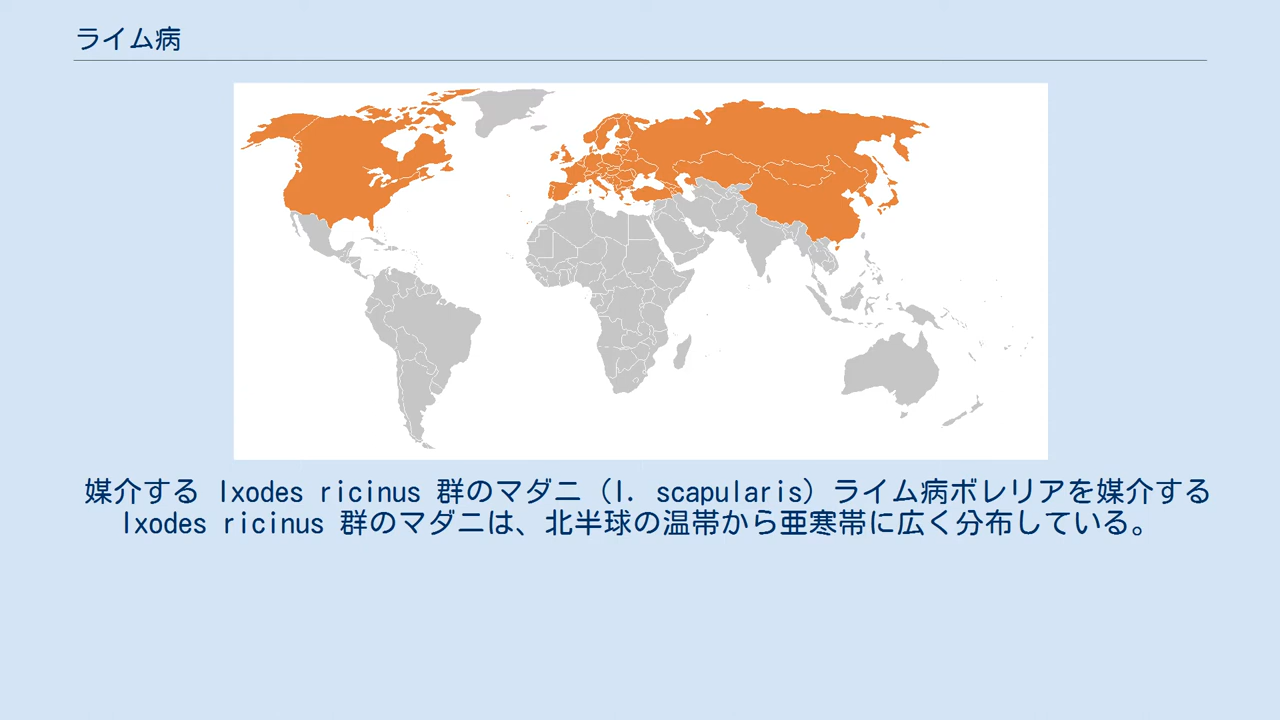 ライム病
媒介する Ixodes ricinus 群のマダニ（I. scapularis）ライム病ボレリアを媒介する
Ixodes ricinus 群のマダニは、北半球の温帯から亜寒帯に広く分布している。